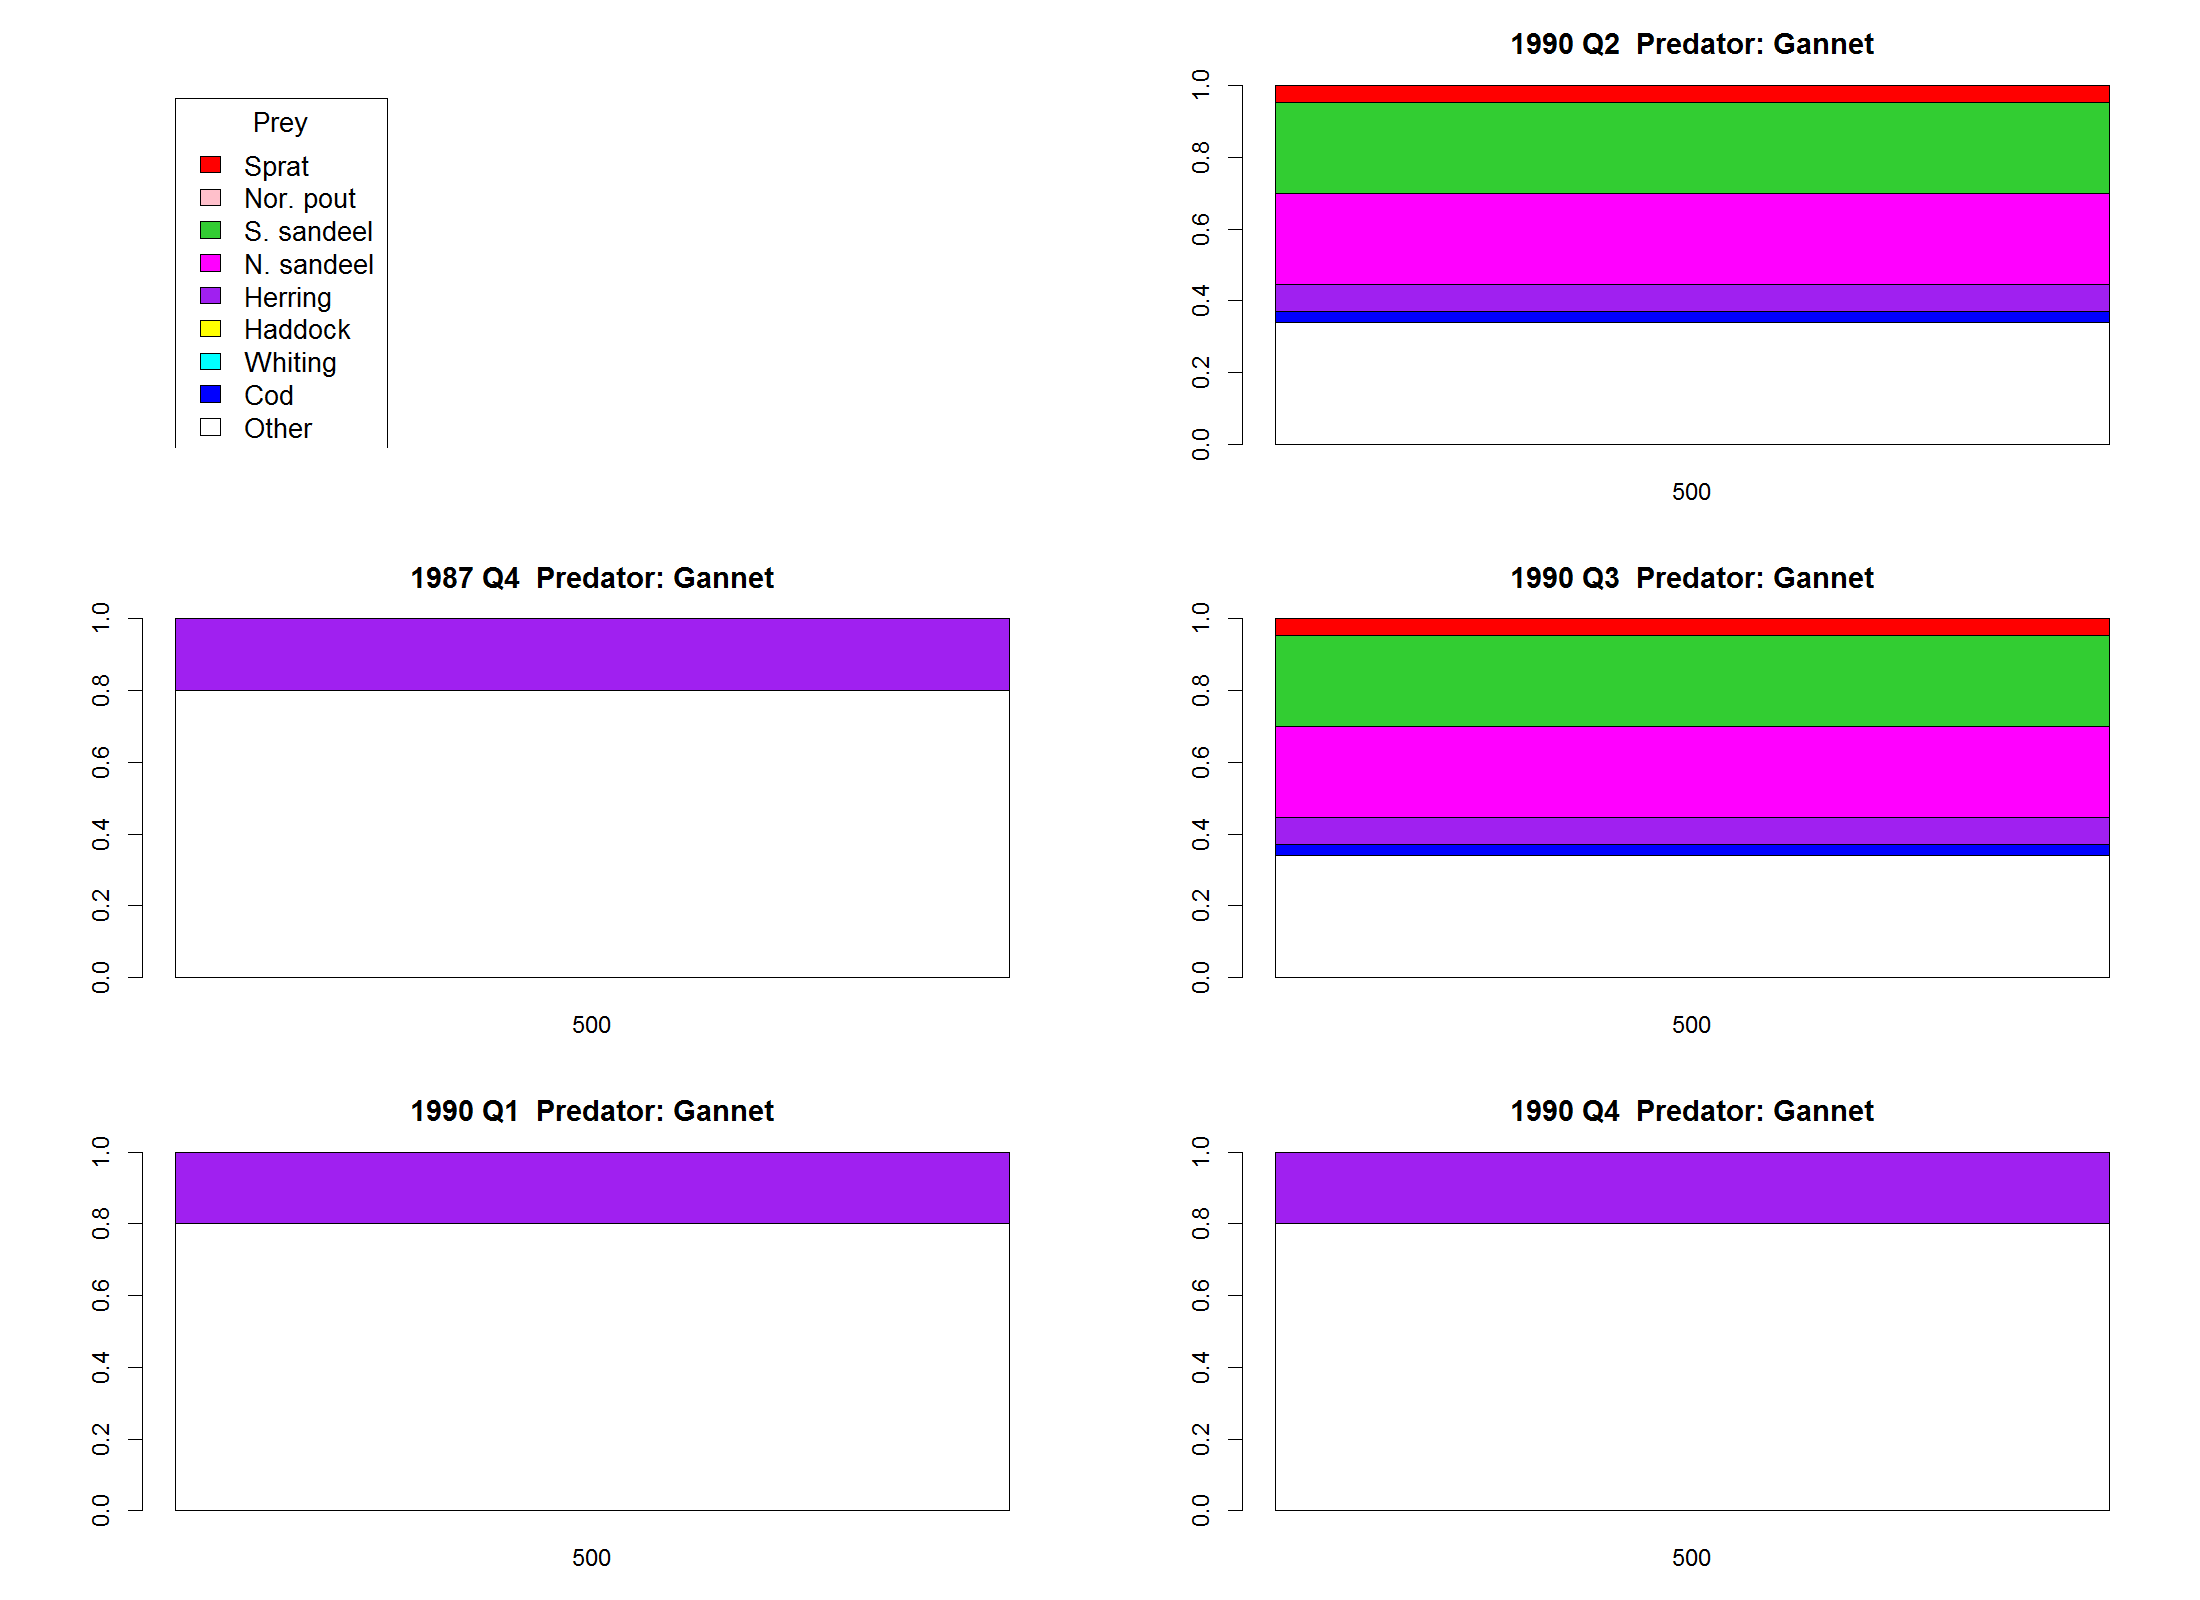 Prey
Sprat
Nor. pout
S. sandeel
N. sandeel
Herring
Haddock
Whiting
Cod
Other
1990 Q2  Predator: Gannet
1.0
0.8
0.6
0.4
0.2
0.0
500
1987 Q4  Predator: Gannet
1.0
0.8
0.6
0.4
0.2
0.0
500
1990 Q3  Predator: Gannet
1.0
0.8
0.6
0.4
0.2
0.0
500
1990 Q1  Predator: Gannet
1.0
0.8
0.6
0.4
0.2
0.0
500
1990 Q4  Predator: Gannet
1.0
0.8
0.6
0.4
0.2
0.0
500